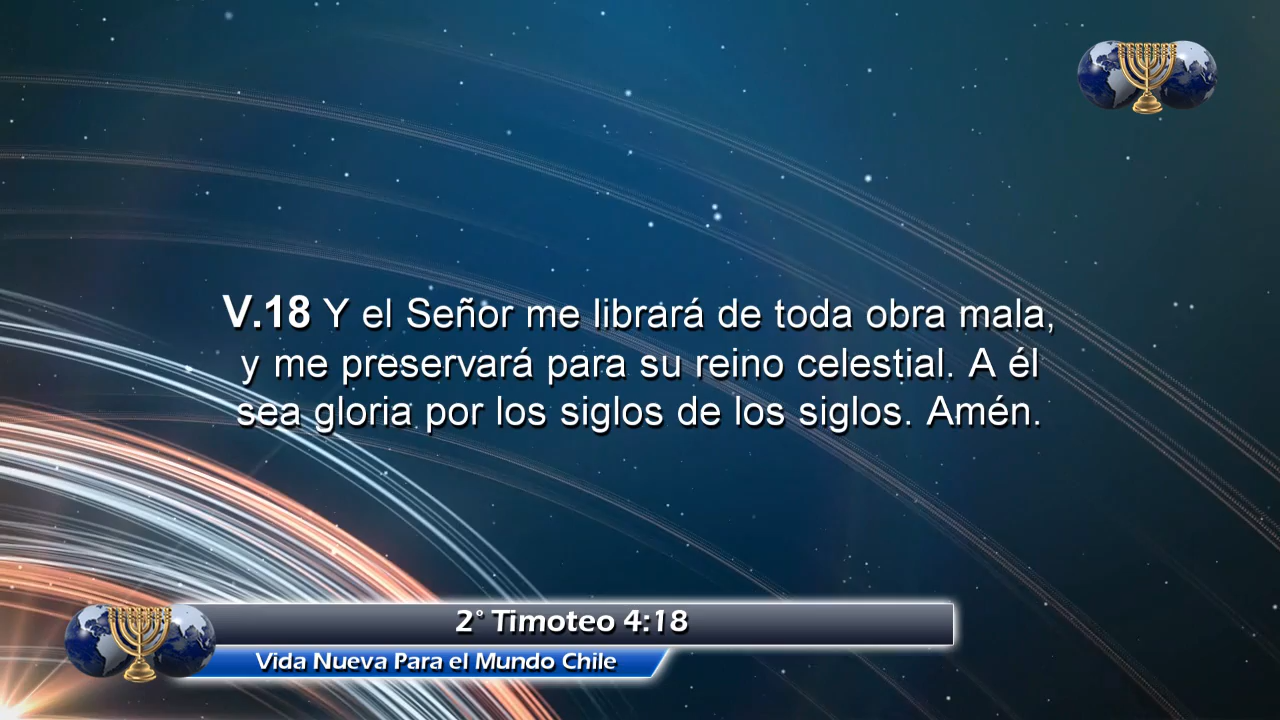 V.18 Y el Señor me librará de toda obra mala,
y me preservará para su reino celestial. A él
sea gloria por los siglos de los siglos. Amén.
2° Timoteo 4:18
Vida Nueva Para el Mundo Chile